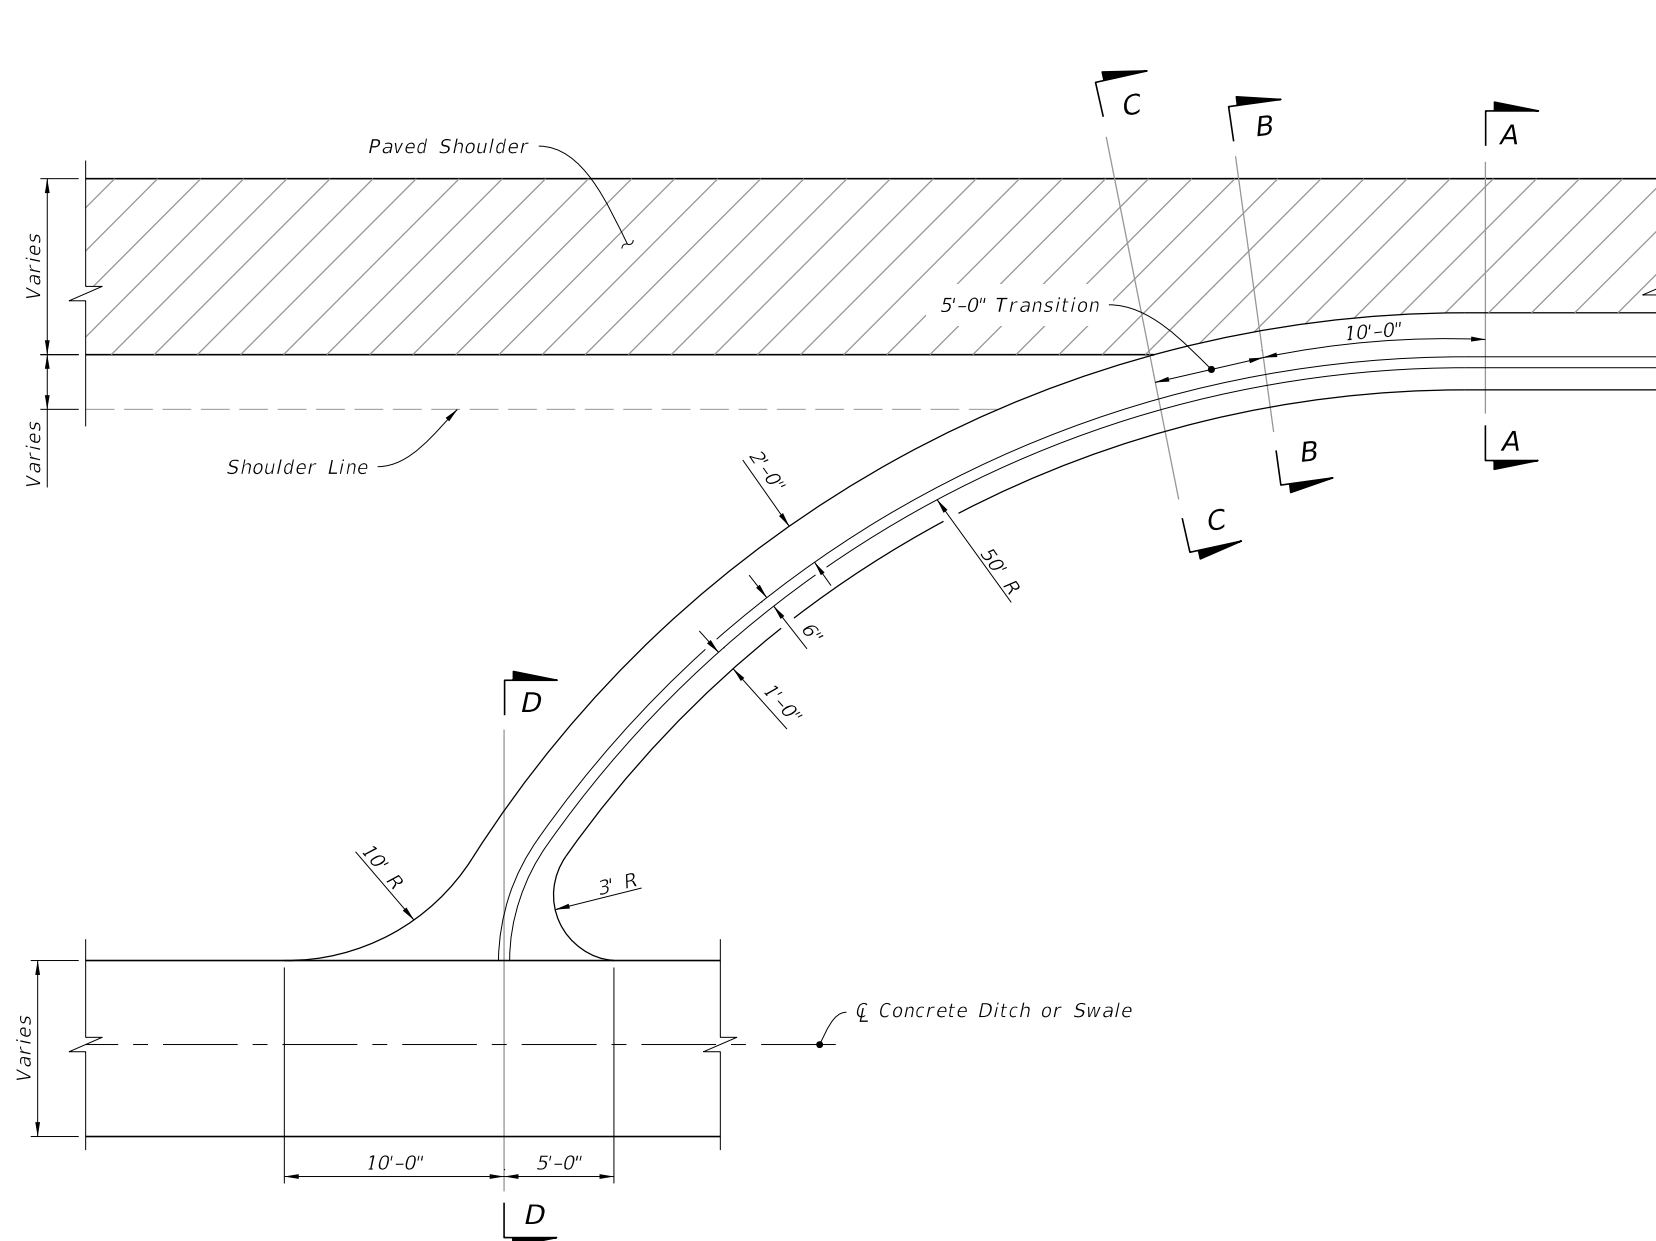 C
B
A
Paved Shoulder
Varies
5'-0" Transition
10'-0"
Varies
Shoulder Line
A
B
C
2'-0"
50' R
6"
1'-0"
D
10' R
3' R
Varies
℄ Concrete Ditch or Swale
10'-0"
5'-0"
D